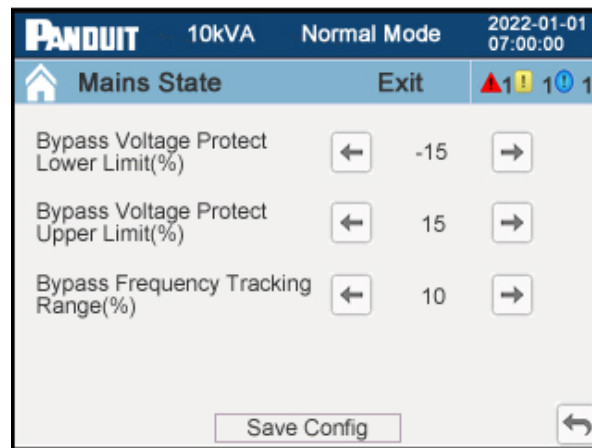 PANDUIT 10kVA Normal Mode 2022-01-01
07:00:00
Mains State Exit 1 ! 1 ! 1
Bypass Voltage Protect
Lower Limit(%) -15
Bypass Voltage Protect
Upper Limit(%) 15
Bypass Frequency Tracking
Range(%) 10
Save Config